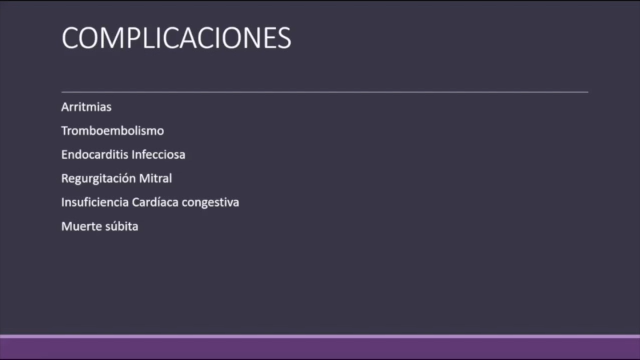 COMPLICACIONES
Arritmias
Tromboembolismo
Endocarditis Infecciosa
Regurgitación Mitral
Insuficiencia Cardíaca congestiva
Muerte súbita